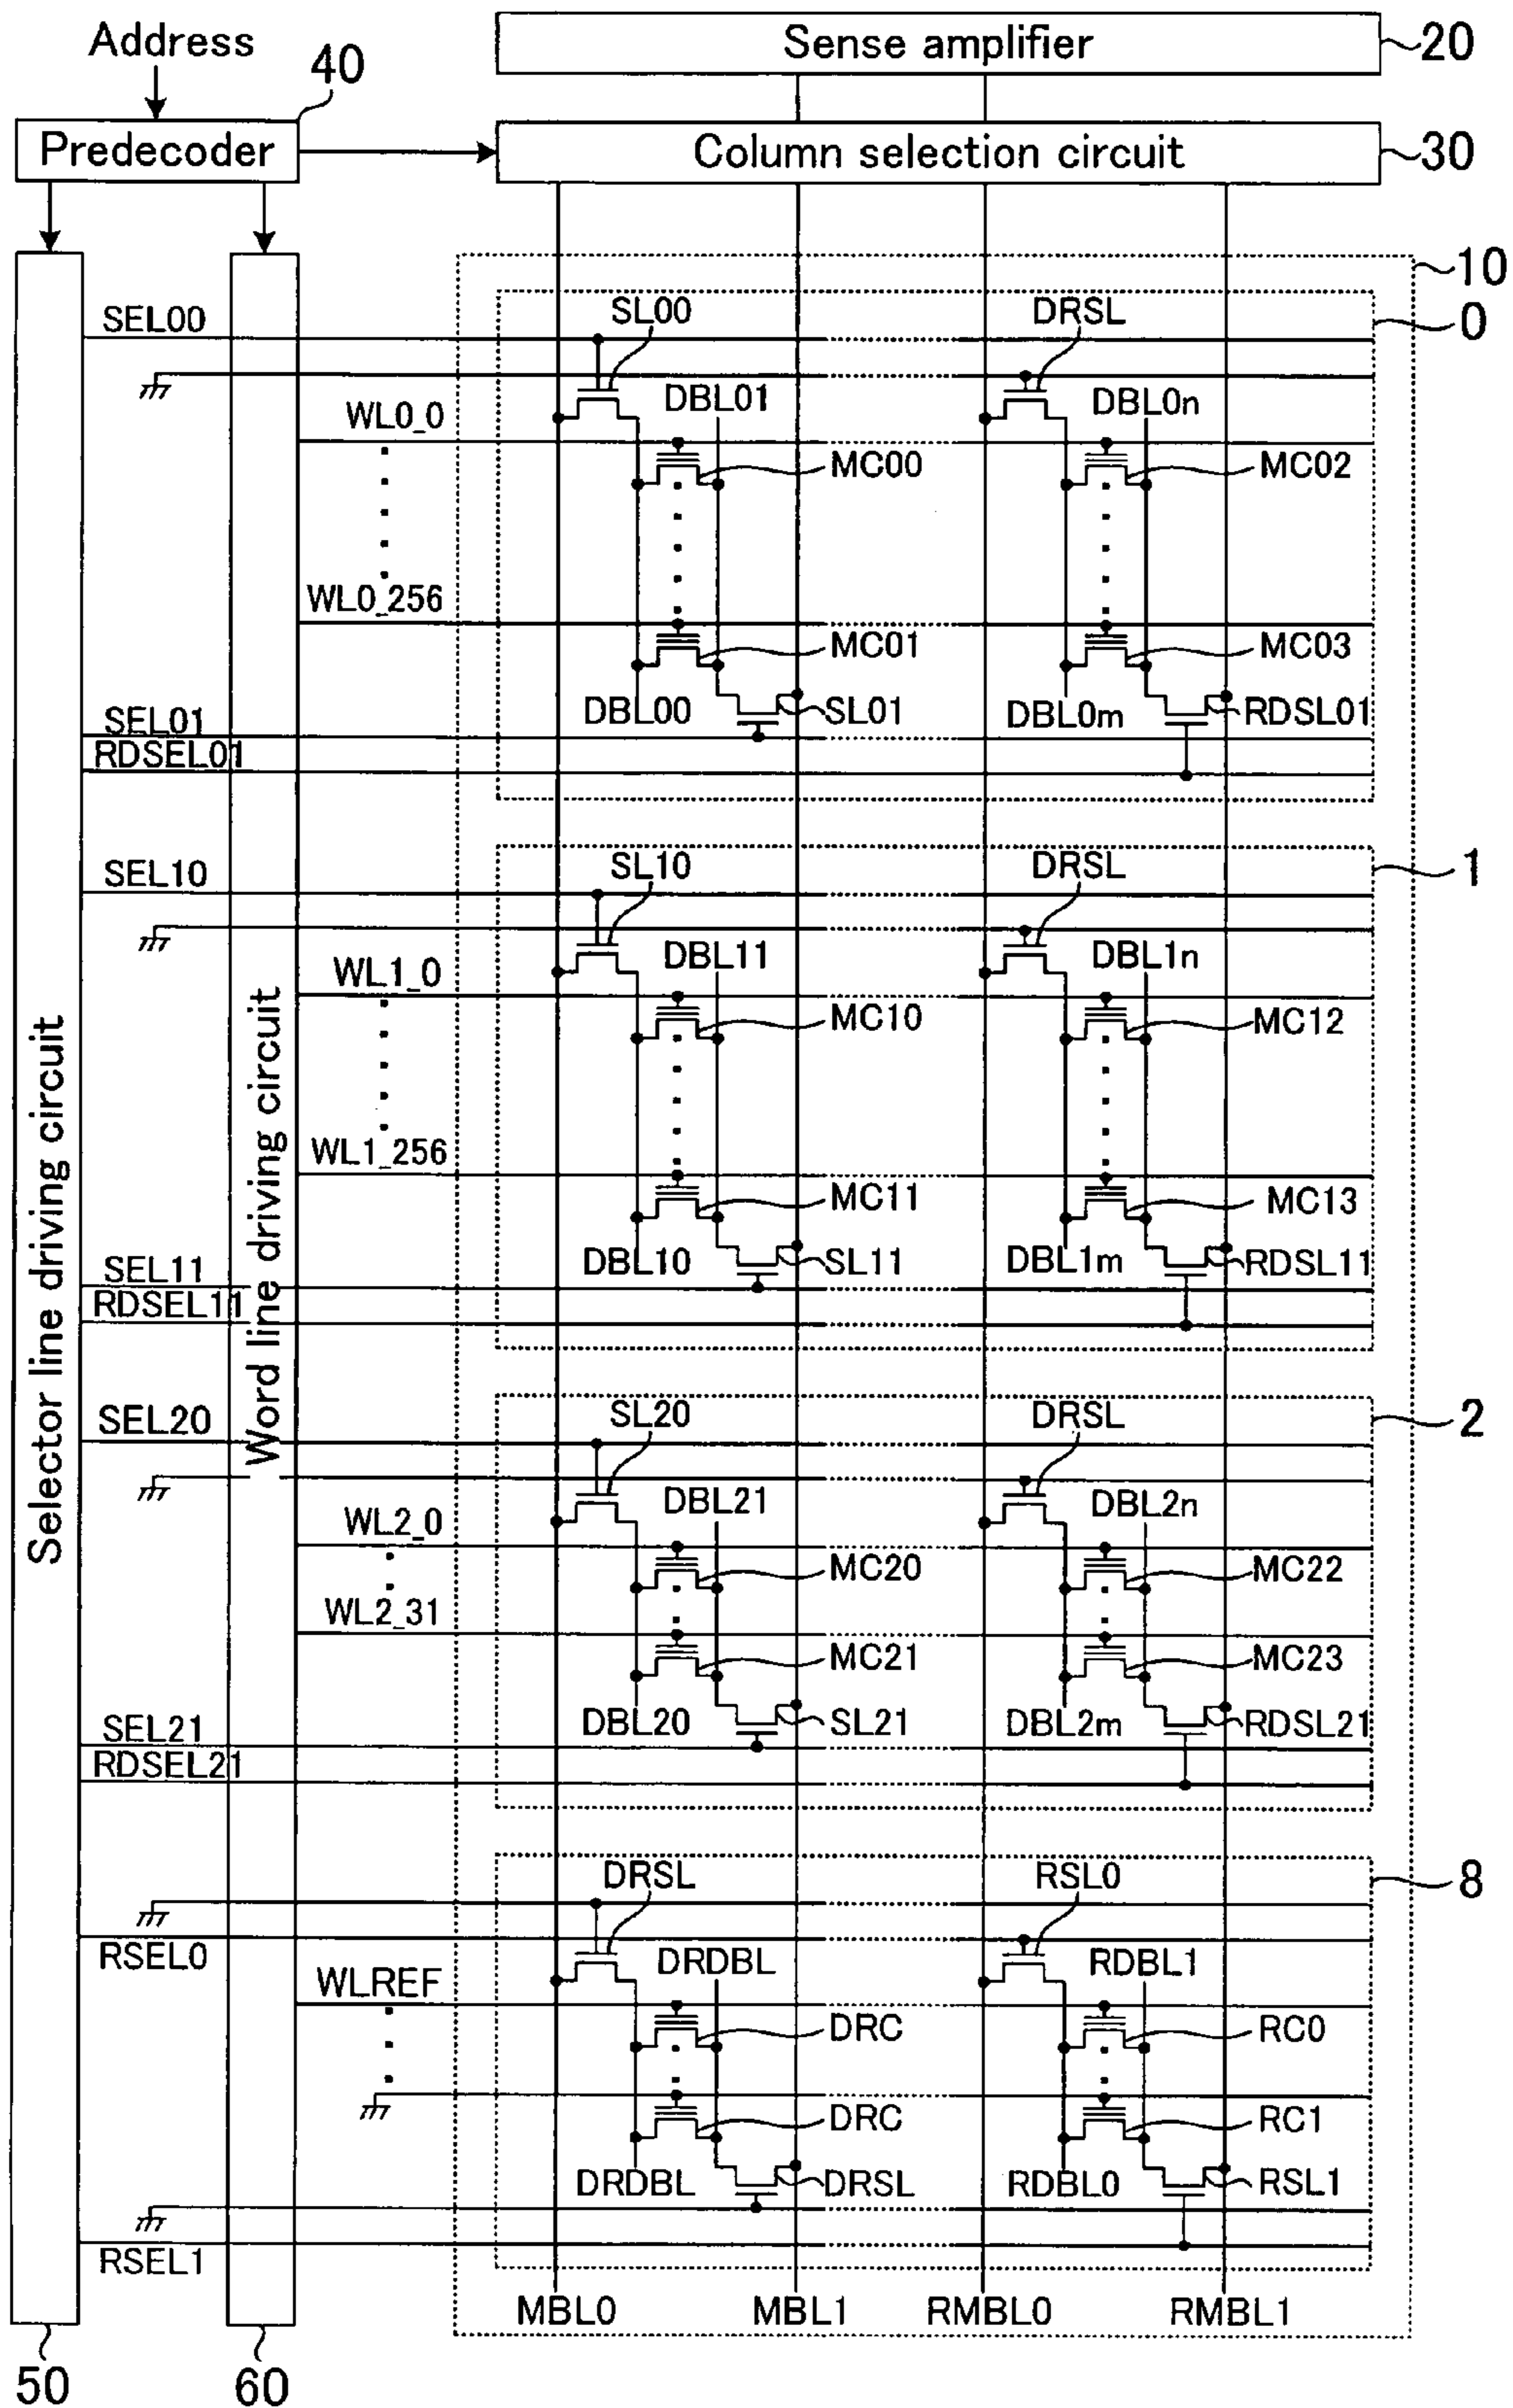 Address
40
Sense amplifier
20
Predecoder
Column selection circuit
30
10
SEL00
SL00
DRSL
0
DBL01
DBL0n
WL0_0
MC00
MC02
WL0_256
MC01
MC03
DBL00
SL01
DBL0m
RDSL01
SEL01
RDSEL01
SEL10
SL10
DRSL
1
DBL11
DBL1n
WL1_0
MC10
MC12
WL1_256
MC11
MC13
DBL10
SL11
DBL1m
RDSL11
SEL11
RDSEL11
Selector line driving circuit
Word line driving circuit
SEL20
SL20
DRSL
2
DBL21
DBL2n
WL2_0
MC20
MC22
WL2_31
MC21
MC23
DBL20
SL21
DBL2m
RDSL21
SEL21
RDSEL21
DRSL
RSL0
8
RSEL0
DRDBL
RDBL1
WLREF
DRC
RC0
DRC
RC1
DRDBL
DRSL
RDBL0
RSL1
RSEL1
MBL0
MBL1
RMBL0
RMBL1
50
60